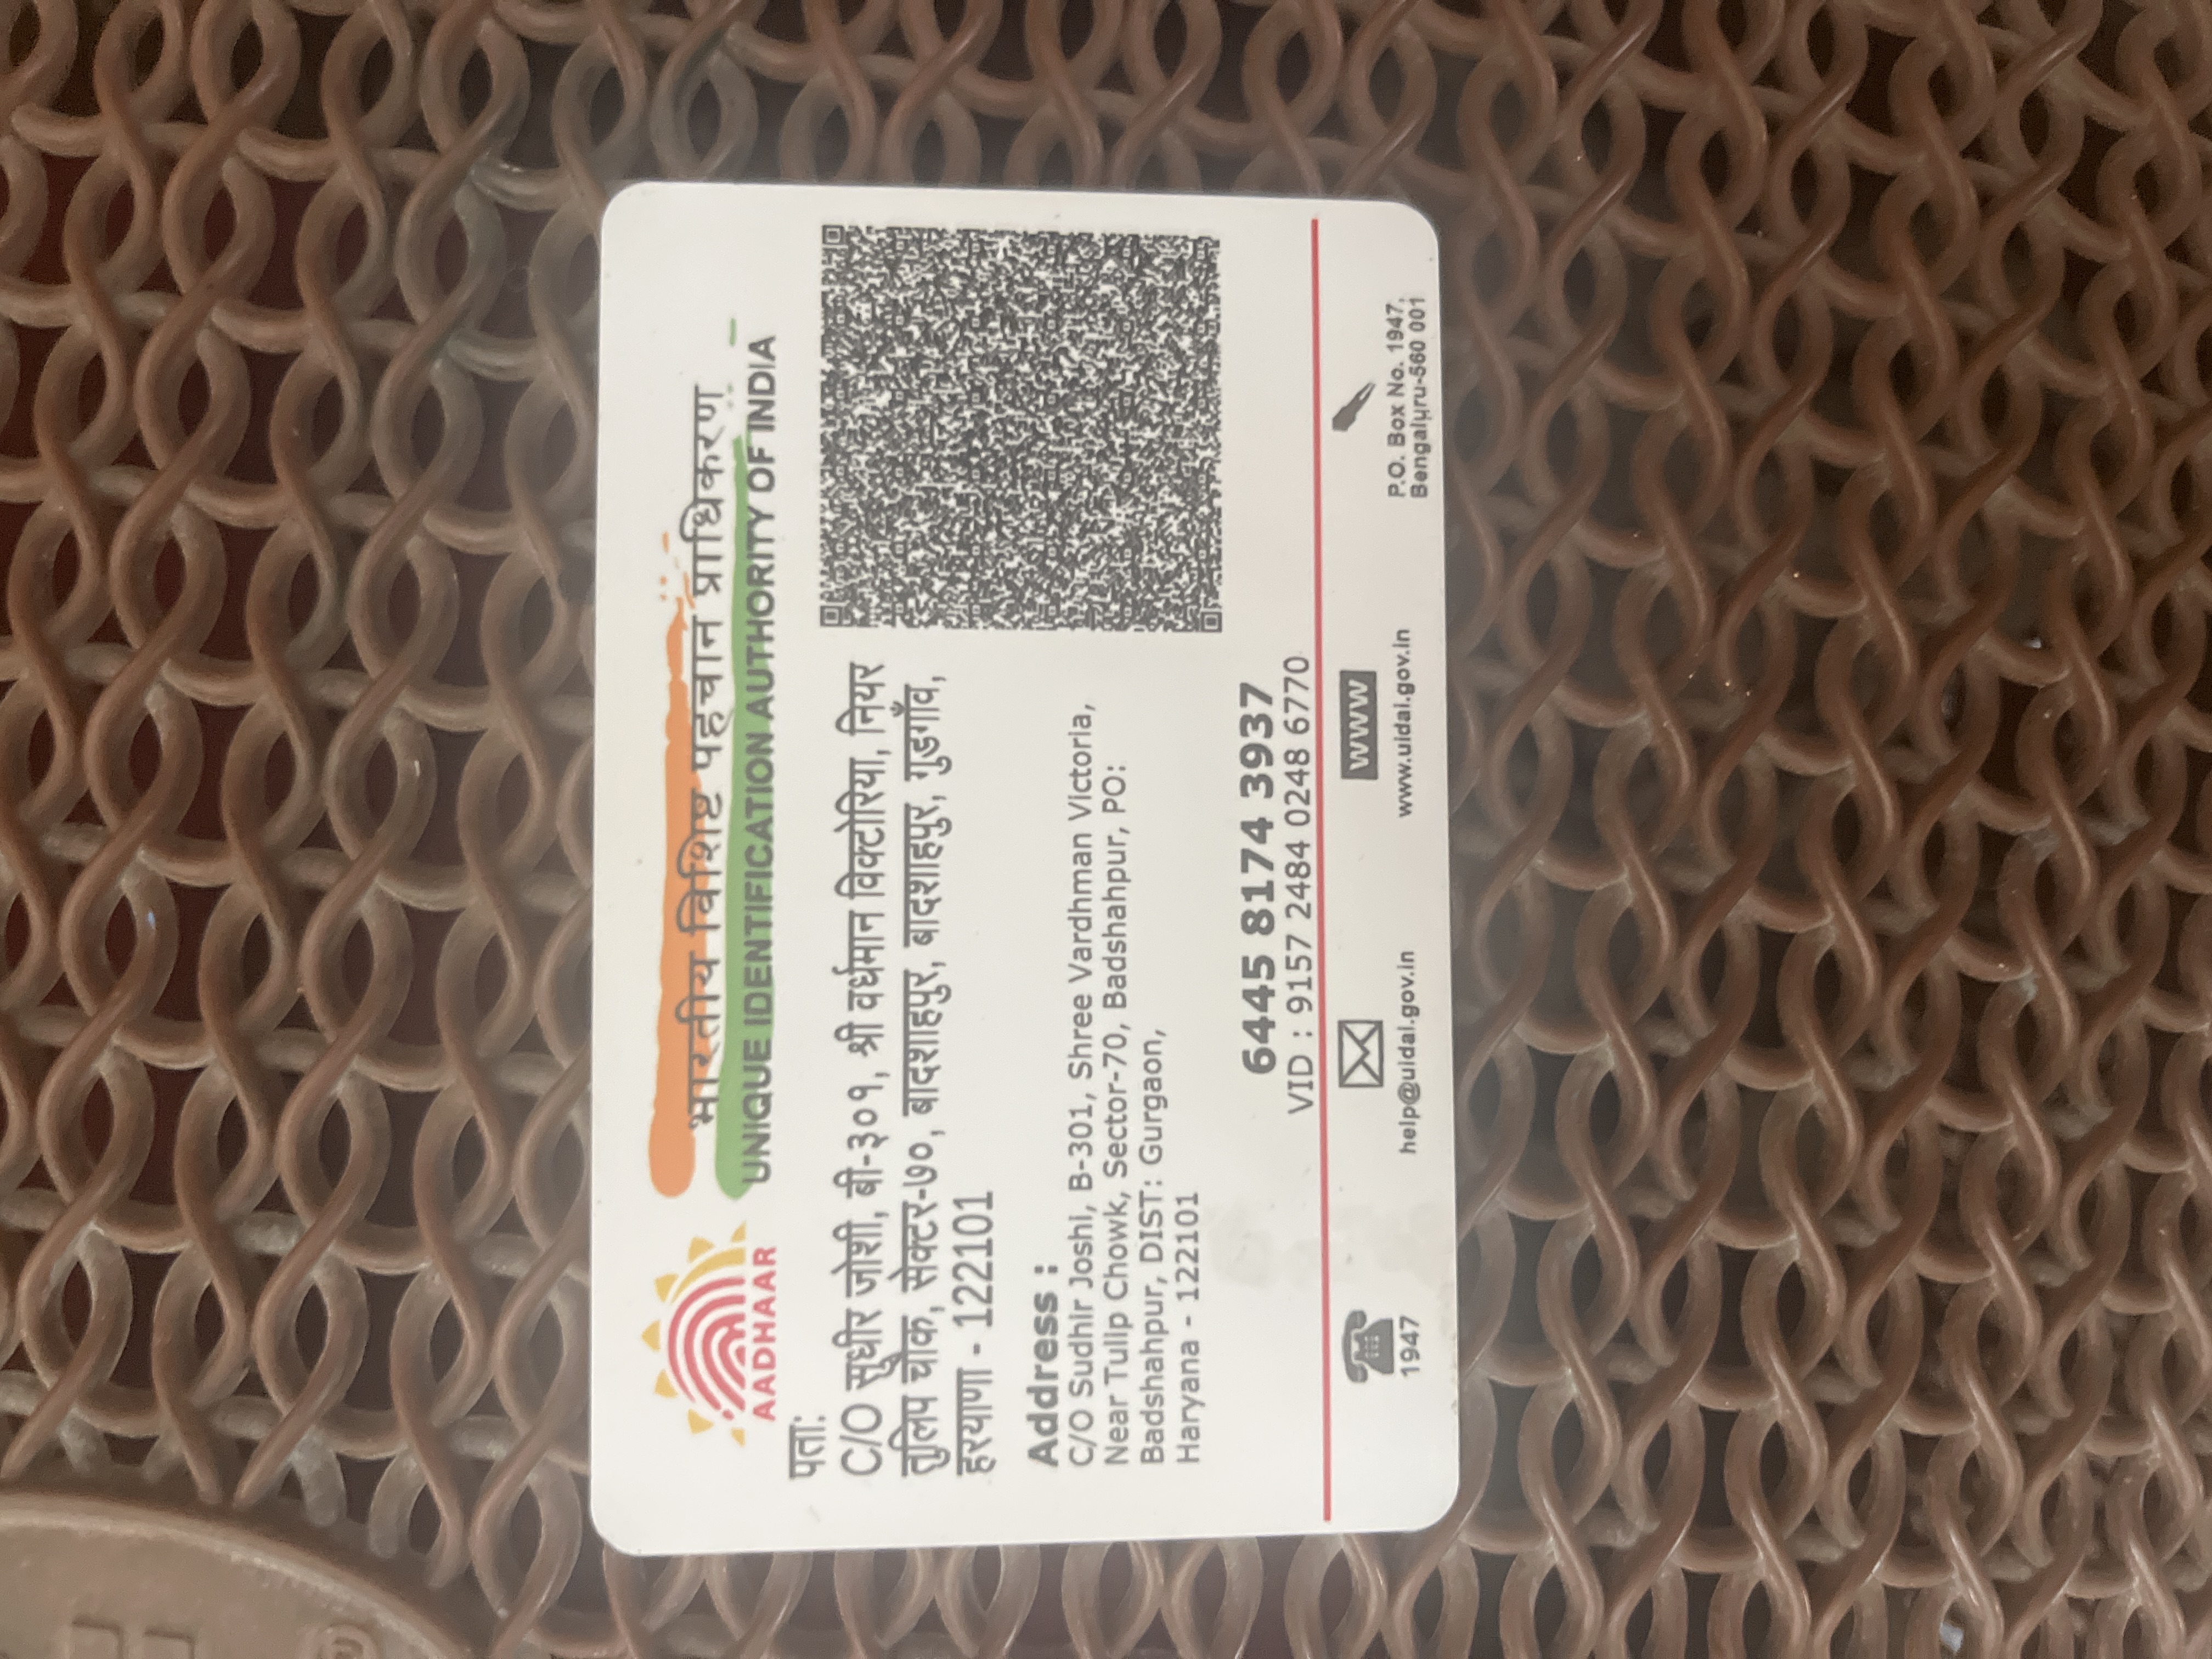 भारतीय विशिष्ट पहचान प्राधिकरण
UNIQUE IDENTIFICATION AUTHORITY OF INDIA
AADHAAR
पता:
C/O सुधीर जोशी, बी-३०१, श्री वर्धमान विक्टोरिया, नियर
तुलिप चोक, सेक्टर-७०, बादशाहपुर, बादशाहपुर, गुडगाँव,
हरयाणा - 122101
Address :
C/O Sudhir Joshi, B-301, Shree Vardhman Victoria,
Near Tulip Chowk, Sector-70, Badshahpur, PO:
Badshahpur, DIST: Gurgaon,
Haryana - 122101
6445 8174 3937
VID : 9157 2484 0248 6770
1947
help@uidai.gov.in
www
www.uidai.gov.in
P.O. Box No. 1947,
Bengaluru-560 001